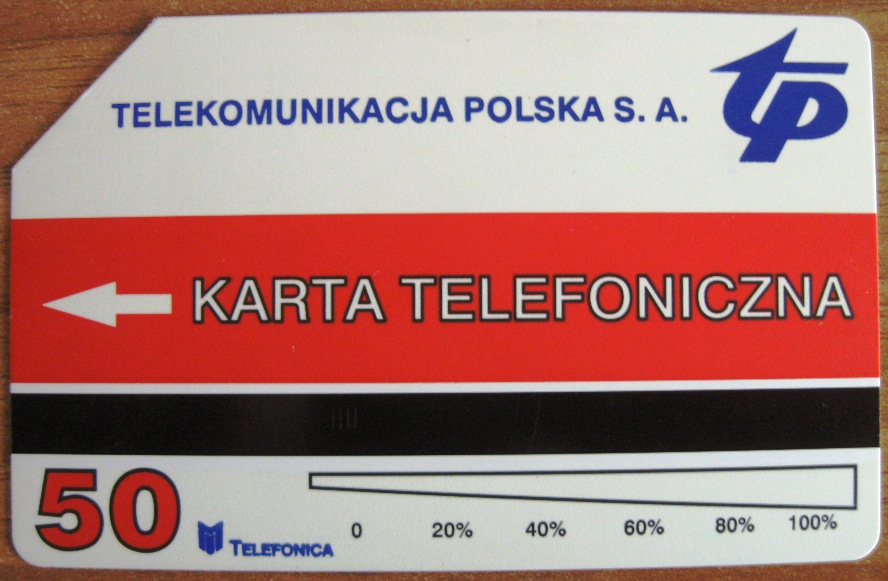 TELEKOMUNIKACJA POLSKA S. A.
tp
KARTA TELEFONICZNA
50
TELEFONICA
0 20% 40% 60% 80% 100%